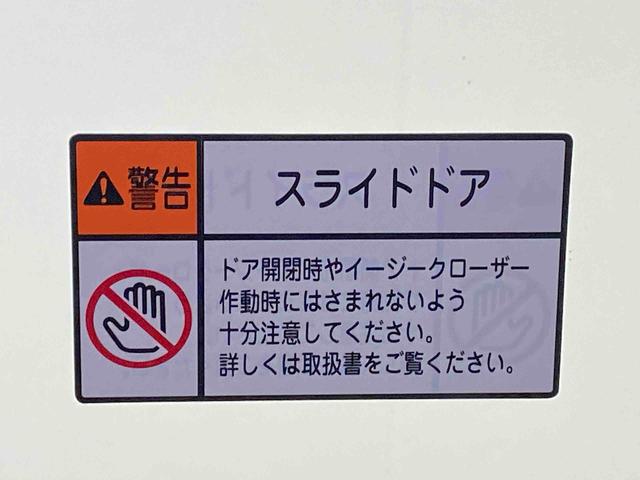 警告
スライドドア
ドア開閉時やイージークローザー
作動時にはさまれないよう
十分注意してください。
詳しくは取扱書をご覧ください。